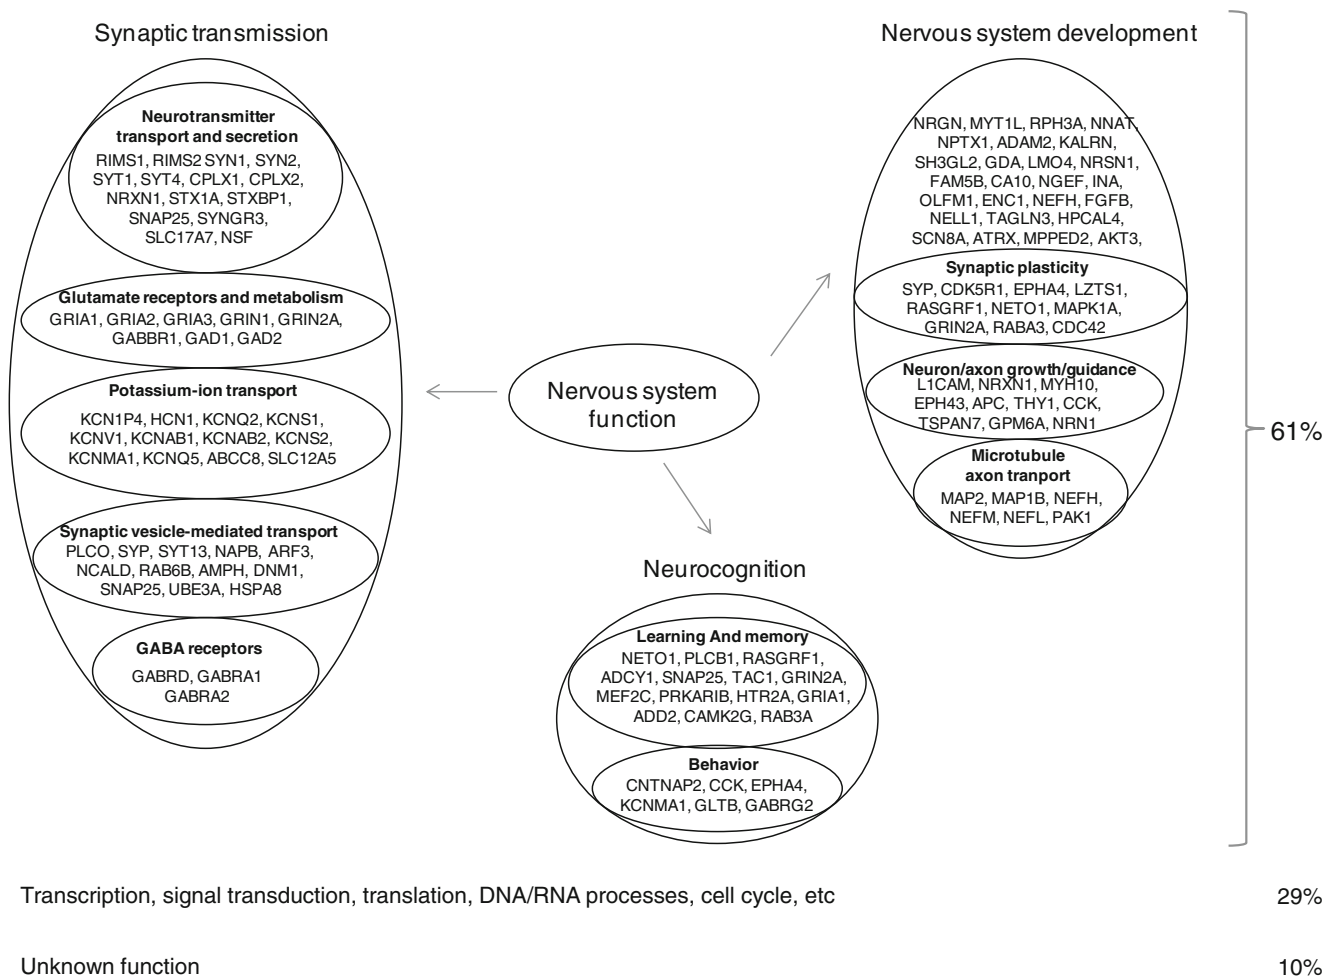 Synaptic transmission
Neurotransmitter
transport and secretion
RIMS1, RIMS2 SYN1, SYN2,
SYT1, SYT4, CPLX1, CPLX2,
NRXN1, STX1A, STXBP1,
SNAP25, SYNGR3,
SLC17A7, NSF
Glutamate receptors and metabolism
GRIA1, GRIA2, GRIA3, GRIN1, GRIN2A,
GABBR1, GAD1, GAD2
Potassium-ion transport
KCN1P4, HCN1, KCNQ2, KCNS1,
KCNV1, KCNAB1, KCNAB2, KCNS2,
KCNMA1, KCNQ5, ABCC8, SLC12A5
Synaptic vesicle-mediated transport
PLCO, SYP, SYT13, NAPB, ARF3,
NCALD, RAB6B, AMPH, DNM1,
SNAP25, UBE3A, HSPA8
GABA receptors
GABRD, GABRA1
GABRA2
Nervous system
function
Nervous system development
NRGN, MYT1L, RPH3A, NNAT,
NPTX1, ADAM2, KALRN,
SH3GL2, GDA, LMO4, NRSN1,
FAM5B, CA10, NGEF, INA,
OLFM1, ENC1, NEFH, FGFB,
NELL1, TAGLN3, HPCAL4,
SCN8A, ATRX, MPPED2, AKT3,
Synaptic plasticity
SYP, CDK5R1, EPHA4, LZTS1,
RASGRF1, NETO1, MAPK1A,
GRIN2A, RABA3, CDC42
Neuron/axon growth/guidance
L1CAM, NRXN1, MYH10,
EPH43, APC, THY1, CCK,
TSPAN7, GPM6A, NRN1
Microtubule
axon tranport
MAP2, MAP1B, NEFH,
NEFM, NEFL, PAK1
Neurocognition
Learning And memory
NETO1, PLCB1, RASGRF1,
ADCY1, SNAP25, TAC1, GRIN2A,
MEF2C, PRKARIB, HTR2A, GRIA1,
ADD2, CAMK2G, RAB3A
Behavior
CNTNAP2, CCK, EPHA4,
KCNMA1, GLTB, GABRG2
61%
Transcription, signal transduction, translation, DNA/RNA processes, cell cycle, etc 29%
Unknown function 10%